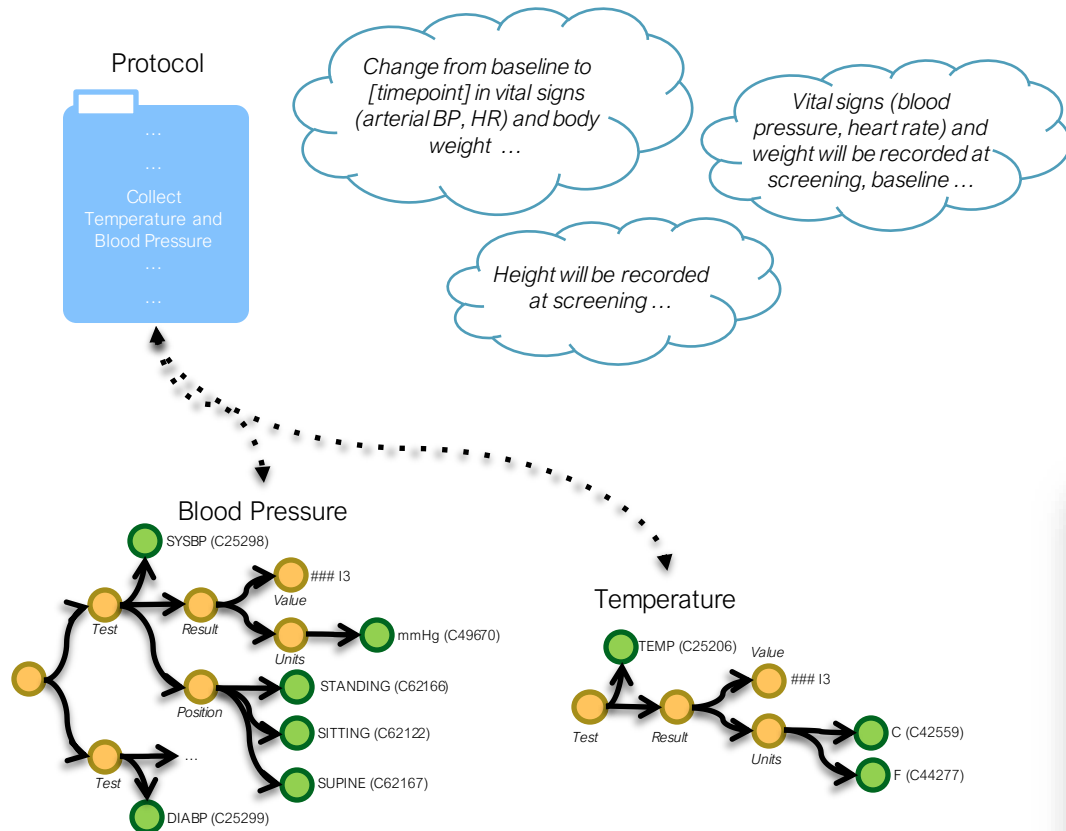 Protocol
…
…
Collect
Temperature and
Blood Pressure
…
…
Change from baseline to
[timepoint] in vital signs
(arterial BP, HR) and body
weight …
Vital signs (blood
pressure, heart rate) and
weight will be recorded at
screening, baseline …
Height will be recorded
at screening …
Blood Pressure
SYSBP (C25298)
### I3
Value
Test
Result
mmHg (C49670)
Units
STANDING (C62166)
Position
SITTING (C62122)
…
Test
SUPINE (C62167)
DIABP (C25299)
Temperature
TEMP (C25206)
Value
### I3
Test
Result
Units
C (C42559)
F (C44277)